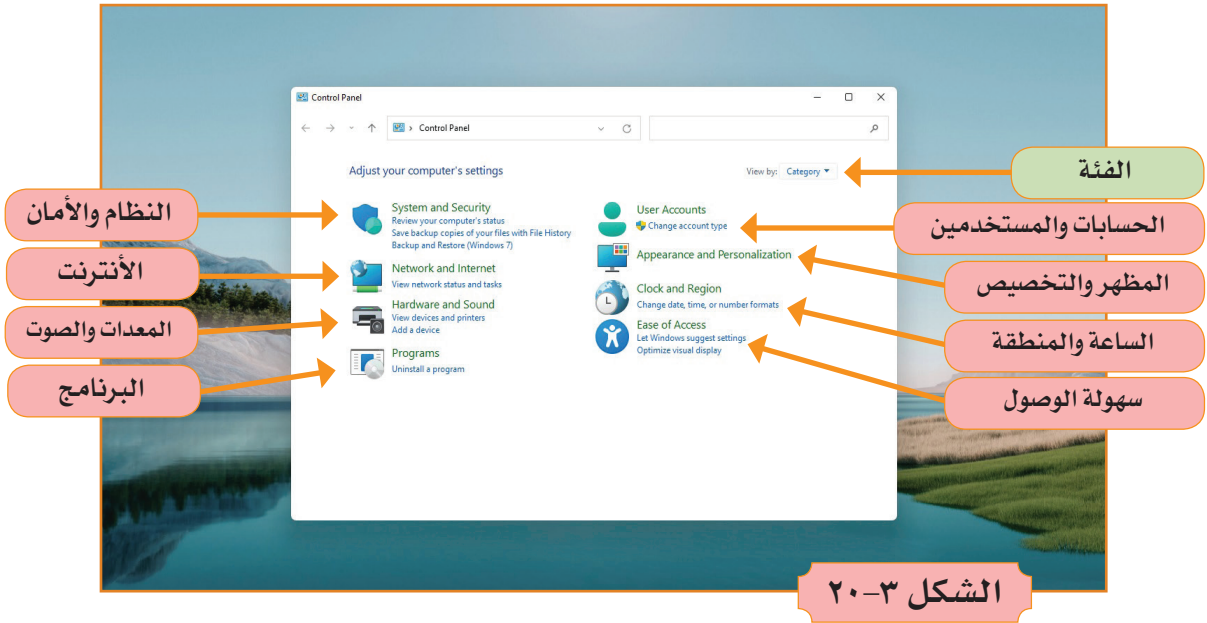 Control Panel
Control Panel
Adjust your computer's settings
View by: Category
System and Security
Review your computer's status
Save backup copies of your files with File History
Backup and Restore (Windows 7)
Network and Internet
View network status and tasks
Hardware and Sound
View devices and printers
Add a device
Programs
Uninstall a program
User Accounts
Change account type
Appearance and Personalization
Clock and Region
Change date, time, or number formats
Ease of Access
Let Windows suggest settings
Optimize visual display
الفئة
الحسابات والمستخدمين
المظهر والتخصيص
الساعة والمنطقة
سهولة الوصول
النظام والأمان
الأنترنت
المعدات والصوت
البرنامج
الشكل ٣-٢٠